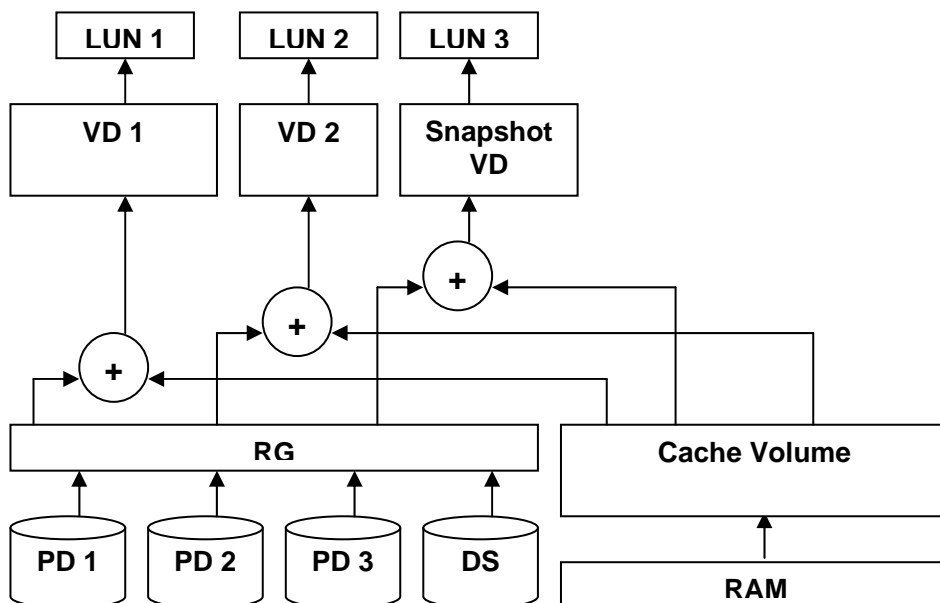 LUN 1
LUN 2
LUN 3
VD 1
VD 2
Snapshot
VD
+
+
+
RG
Cache Volume
PD 1
PD 2
PD 3
DS
RAM